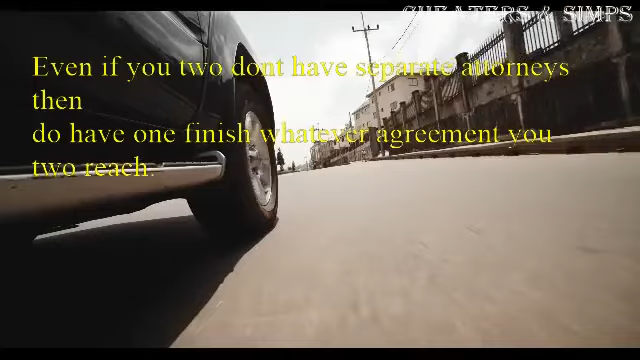 CHEATERS & SIMPS
Even if you two dont have separate attorneys
then
do have one finish whatever agreement you
two reach.